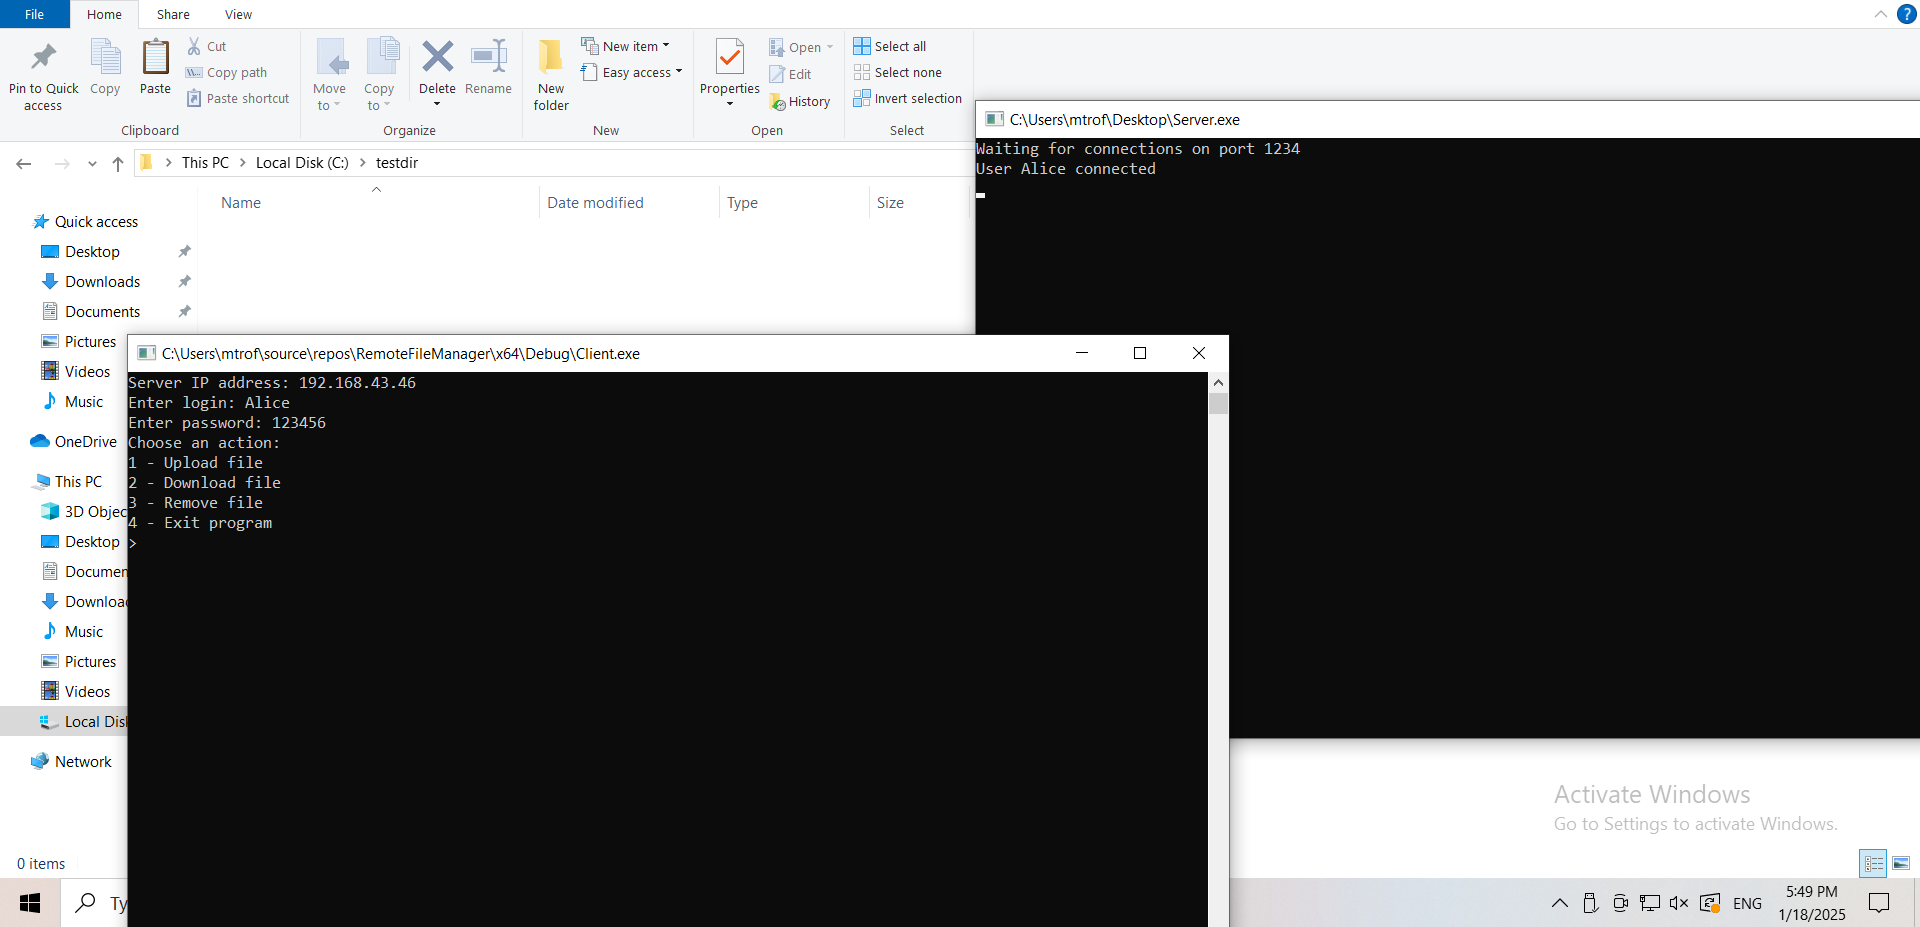 File Home Share View
Pin to Quick access
Copy
Paste
Cut
Copy path
Paste shortcut
Clipboard
Move to
Copy to
Delete
Rename
Organize
New folder
New item
Easy access
New
Properties
Open
Edit
History
Open
Select all
Select none
Invert selection
Select
This PC Local Disk (C:) testdir
Name Date modified Type Size
Quick access
Desktop
Downloads
Documents
Pictures
Videos
Music
OneDrive
This PC
3D Objec
Desktop
Documen
Downloa
Music
Pictures
Videos
Local Disk
Network
0 items
C:\Users\mtrof\Desktop\Server.exe
Waiting for connections on port 1234
User Alice connected
C:\Users\mtrof\source\repos\RemoteFileManager\x64\Debug\Client.exe
Server IP address: 192.168.43.46
Enter login: Alice
Enter password: 123456
Choose an action:
1 - Upload file
2 - Download file
3 - Remove file
4 - Exit program
>
Activate Windows
Go to Settings to activate Windows.
Ty
ENG
5:49 PM
1/18/2025